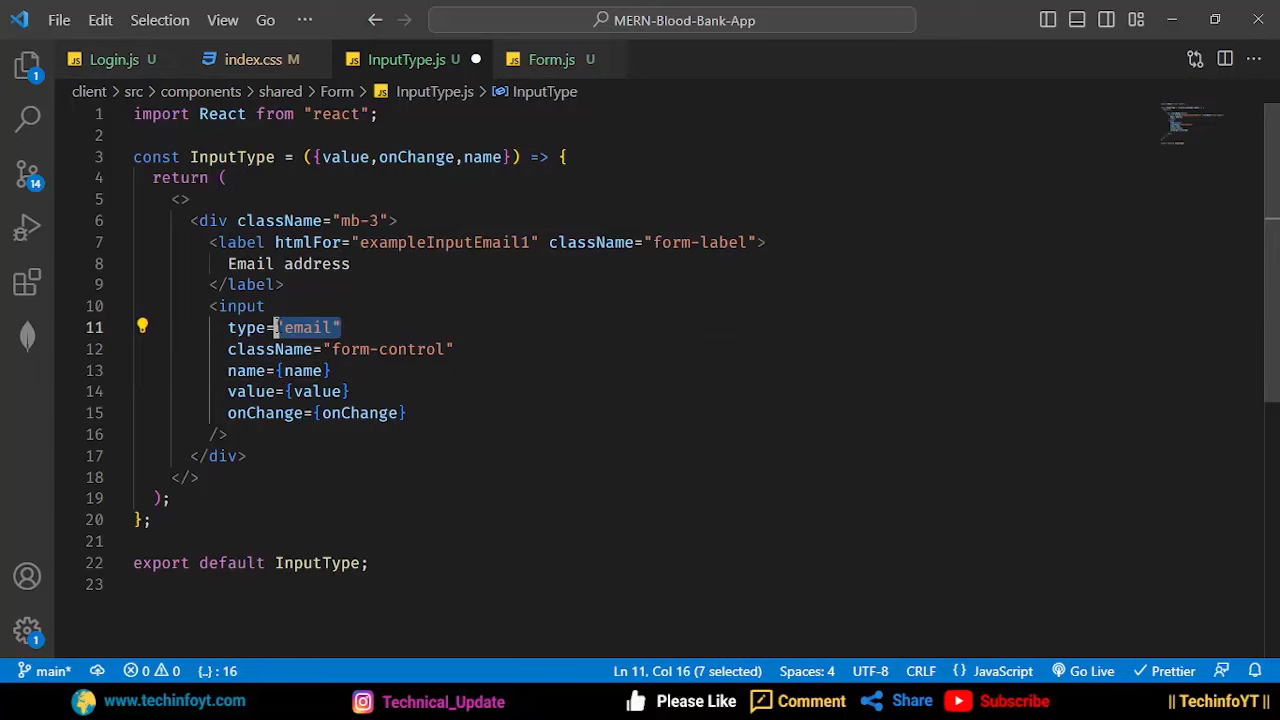 File Edit Selection View Go ··· MERN-Blood-Bank-App
Login.js U index.css M InputType.js U Form.js U
client > src > components > shared > Form > InputType.js > InputType
1 import React from "react";
2
3 const InputType = ({value,onChange,name}) => {
4 return (
5 <>
6 <div className="mb-3">
7 <label htmlFor="exampleInputEmail1" className="form-label">
8 Email address
9 </label>
10 <input
11 type="email"
12 className="form-control"
13 name={name}
14 value={value}
15 onChange={onChange}
16 />
17 </div>
18 </>
19 );
20 };
21
22 export default InputType;
23
1
14
1
main* 0 0 {..} : 16 Ln 11, Col 16 (7 selected) Spaces: 4 UTF-8 CRLF {} JavaScript Go Live Prettier
www.techinfoyt.com Technical_Update Please Like Comment Share Subscribe || TechinfoYT ||